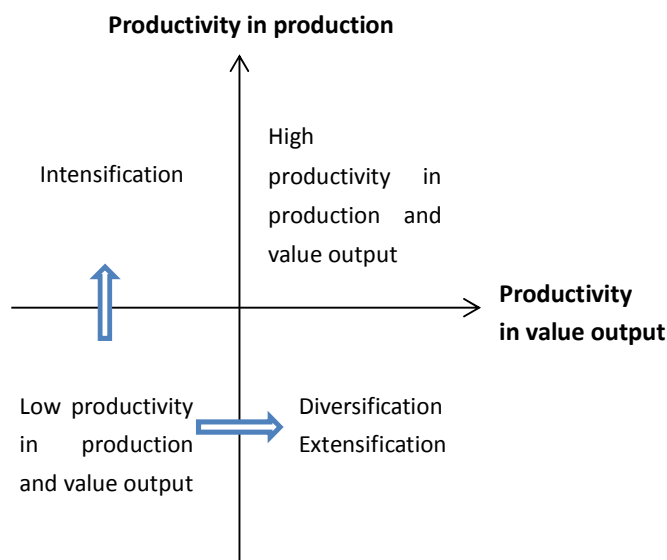 Productivity in production
Intensification
High
productivity in
production and
value output
Productivity
in value output
Low productivity
in production
and value output
Diversification
Extensification